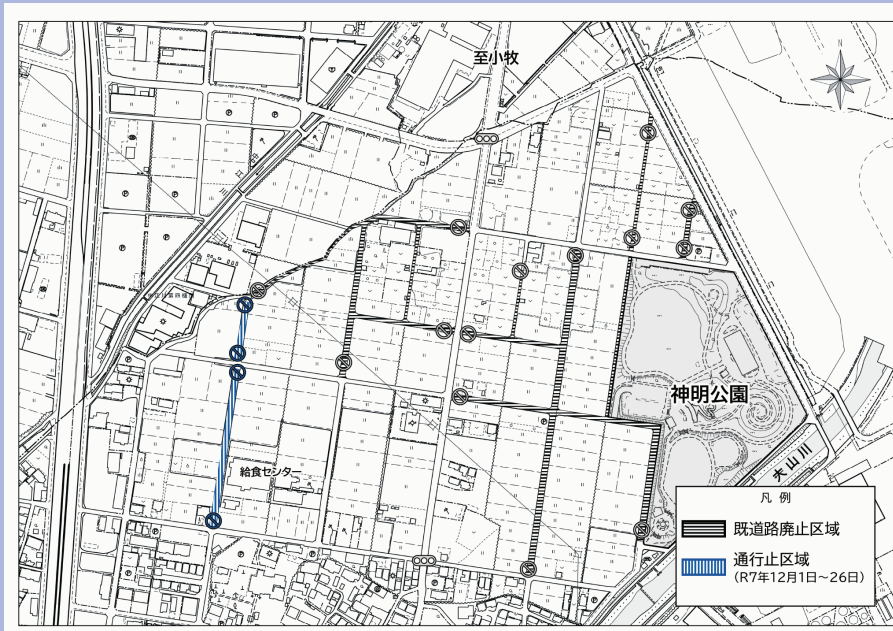 至小牧
N
神明公園
給食センター
大山川
凡 例
既道路廃止区域
通行止区域
(R7年12月1日~26日)